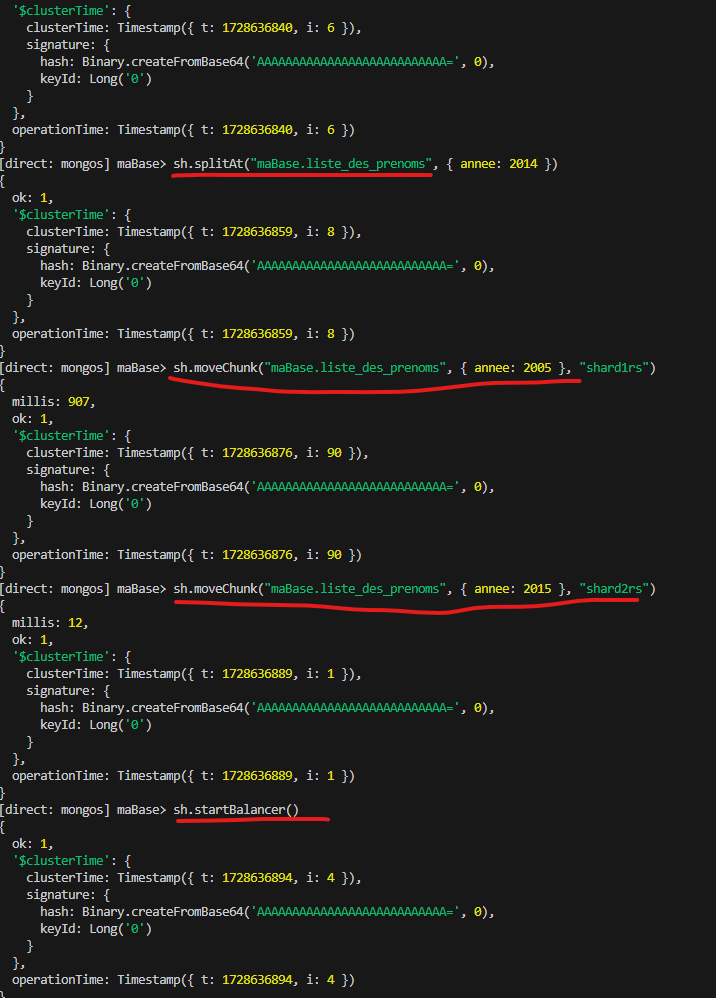 '$clusterTime': {
clusterTime: Timestamp({ t: 1728636840, i: 6 }),
signature: {
hash: Binary.createFromBase64('AAAAAAAAAAAAAAAAAAAAAAAAAAA=', 0),
keyId: Long('0')
}
},
operationTime: Timestamp({ t: 1728636840, i: 6 })
}
[direct: mongos] maBase> sh.splitAt("maBase.liste_des_prenoms", { annee: 2014 })
{
ok: 1,
'$clusterTime': {
clusterTime: Timestamp({ t: 1728636859, i: 8 }),
signature: {
hash: Binary.createFromBase64('AAAAAAAAAAAAAAAAAAAAAAAAAAA=', 0),
keyId: Long('0')
}
},
operationTime: Timestamp({ t: 1728636859, i: 8 })
}
[direct: mongos] maBase> sh.moveChunk("maBase.liste_des_prenoms", { annee: 2005 }, "shard1rs")
{
millis: 907,
ok: 1,
'$clusterTime': {
clusterTime: Timestamp({ t: 1728636876, i: 90 }),
signature: {
hash: Binary.createFromBase64('AAAAAAAAAAAAAAAAAAAAAAAAAAA=', 0),
keyId: Long('0')
}
},
operationTime: Timestamp({ t: 1728636876, i: 90 })
}
[direct: mongos] maBase> sh.moveChunk("maBase.liste_des_prenoms", { annee: 2015 }, "shard2rs")
{
millis: 12,
ok: 1,
'$clusterTime': {
clusterTime: Timestamp({ t: 1728636889, i: 1 }),
signature: {
hash: Binary.createFromBase64('AAAAAAAAAAAAAAAAAAAAAAAAAAA=', 0),
keyId: Long('0')
}
},
operationTime: Timestamp({ t: 1728636889, i: 1 })
}
[direct: mongos] maBase> sh.startBalancer()
{
ok: 1,
'$clusterTime': {
clusterTime: Timestamp({ t: 1728636894, i: 4 }),
signature: {
hash: Binary.createFromBase64('AAAAAAAAAAAAAAAAAAAAAAAAAAA=', 0),
keyId: Long('0')
}
},
operationTime: Timestamp({ t: 1728636894, i: 4 })
}